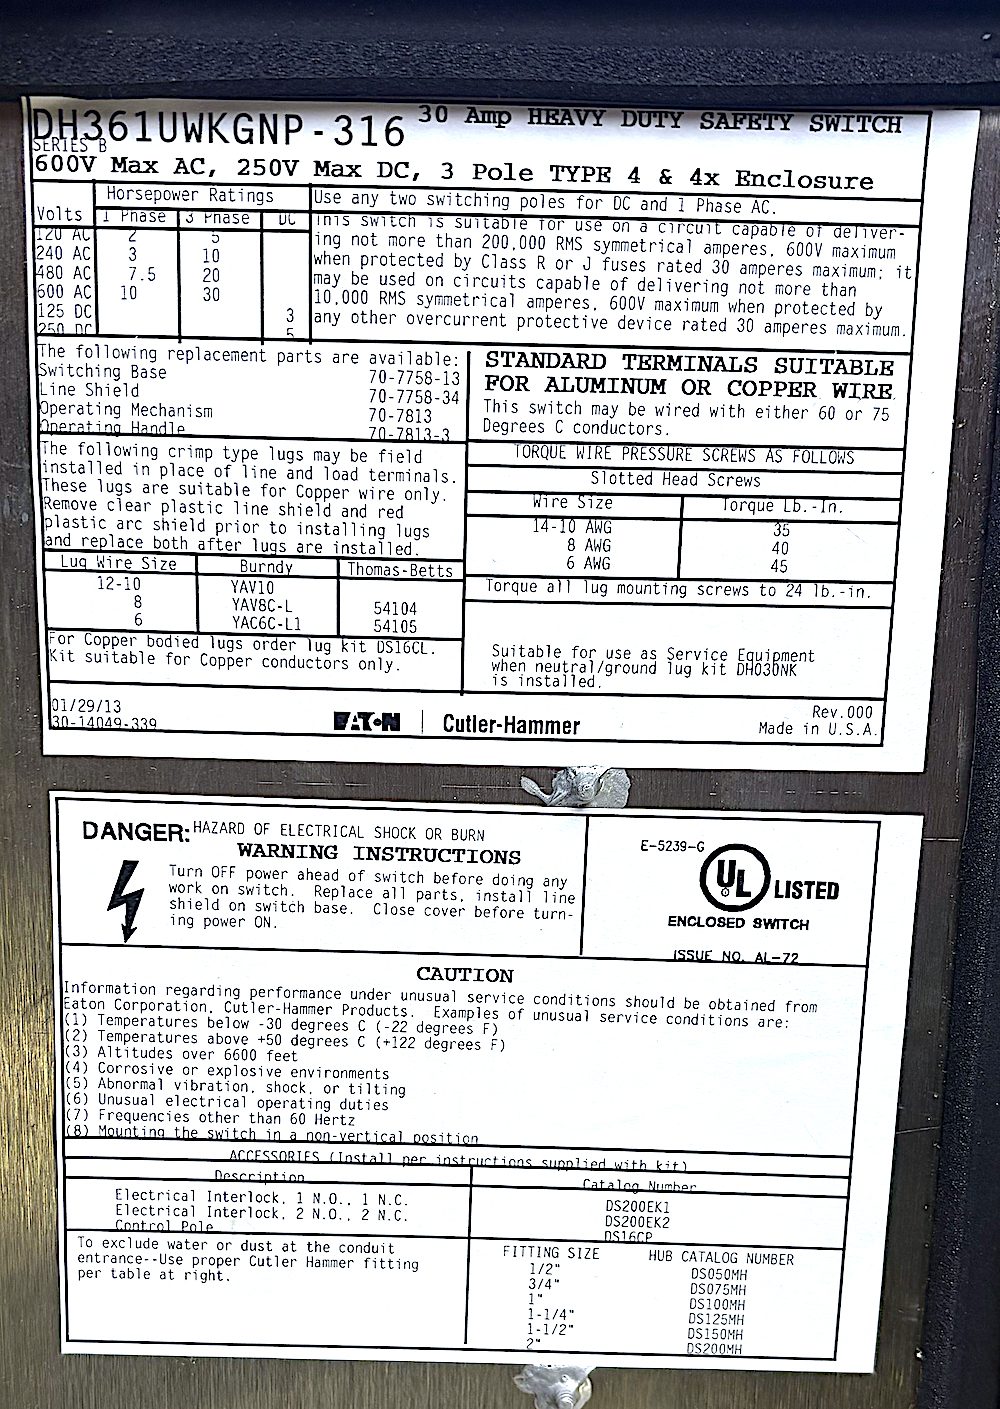 DH361UWKGNP-316 30 Amp HEAVY DUTY SAFETY SWITCH
SERIES B
600V Max AC, 250V Max DC, 3 Pole TYPE 4 & 4x Enclosure
Horsepower Ratings
Volts 1 Phase 3 Phase DC
120 AC 2 5
240 AC 3 10
480 AC 7.5 20
600 AC 10 30
125 DC 3
250 DC 5
Use any two switching poles for DC and 1 Phase AC.
This switch is suitable for use on a circuit capable of deliver-
ing not more than 200,000 RMS symmetrical amperes, 600V maximum
when protected by Class R or J fuses rated 30 amperes maximum; it
may be used on circuits capable of delivering not more than
10,000 RMS symmetrical amperes, 600V maximum when protected by
any other overcurrent protective device rated 30 amperes maximum.
The following replacement parts are available:
Switching Base 70-7758-13
Line Shield 70-7758-34
Operating Mechanism 70-7813
Operating Handle 70-7813-3
The following crimp type lugs may be field
installed in place of line and load terminals.
These lugs are suitable for Copper wire only.
Remove clear plastic line shield and red
plastic arc shield prior to installing lugs
and replace both after lugs are installed.
Lug Wire Size Burndy Thomas-Betts
12-10 YAV10
8 YAV8C-L 54104
6 YAC6C-L1 54105
For Copper bodied lugs order lug kit DS16CL.
Kit suitable for Copper conductors only.
STANDARD TERMINALS SUITABLE
FOR ALUMINUM OR COPPER WIRE
This switch may be wired with either 60 or 75
Degrees C conductors.
TORQUE WIRE PRESSURE SCREWS AS FOLLOWS
Slotted Head Screws
Wire Size Torque Lb.-In.
14-10 AWG 35
8 AWG 40
6 AWG 45
Torque all lug mounting screws to 24 lb.-in.
Suitable for use as Service Equipment
when neutral/ground lug kit DH030NK
is installed.
01/29/13
30-14049-339
EATON | Cutler-Hammer
Rev.000
Made in U.S.A.
DANGER: HAZARD OF ELECTRICAL SHOCK OR BURN
WARNING INSTRUCTIONS
Turn OFF power ahead of switch before doing any
work on switch. Replace all parts, install line
shield on switch base. Close cover before turn-
ing power ON.
E-5239-G
UL LISTED
ENCLOSED SWITCH
ISSUE NO. AL-72
CAUTION
Information regarding performance under unusual service conditions should be obtained from
Eaton Corporation, Cutler-Hammer Products. Examples of unusual service conditions are:
(1) Temperatures below -30 degrees C (-22 degrees F)
(2) Temperatures above +50 degrees C (+122 degrees F)
(3) Altitudes over 6600 feet
(4) Corrosive or explosive environments
(5) Abnormal vibration, shock, or tilting
(6) Unusual electrical operating duties
(7) Frequencies other than 60 Hertz
(8) Mounting the switch in a non-vertical position
ACCESSORIES (Install per instructions supplied with kit)
Description Catalog Number
Electrical Interlock, 1 N.O., 1 N.C. DS200EK1
Electrical Interlock, 2 N.O., 2 N.C. DS200EK2
Control Pole DS16CP
To exclude water or dust at the conduit
entrance--Use proper Cutler Hammer fitting
per table at right.
FITTING SIZE HUB CATALOG NUMBER
1/2" DS050MH
3/4" DS075MH
1" DS100MH
1-1/4" DS125MH
1-1/2" DS150MH
2" DS200MH